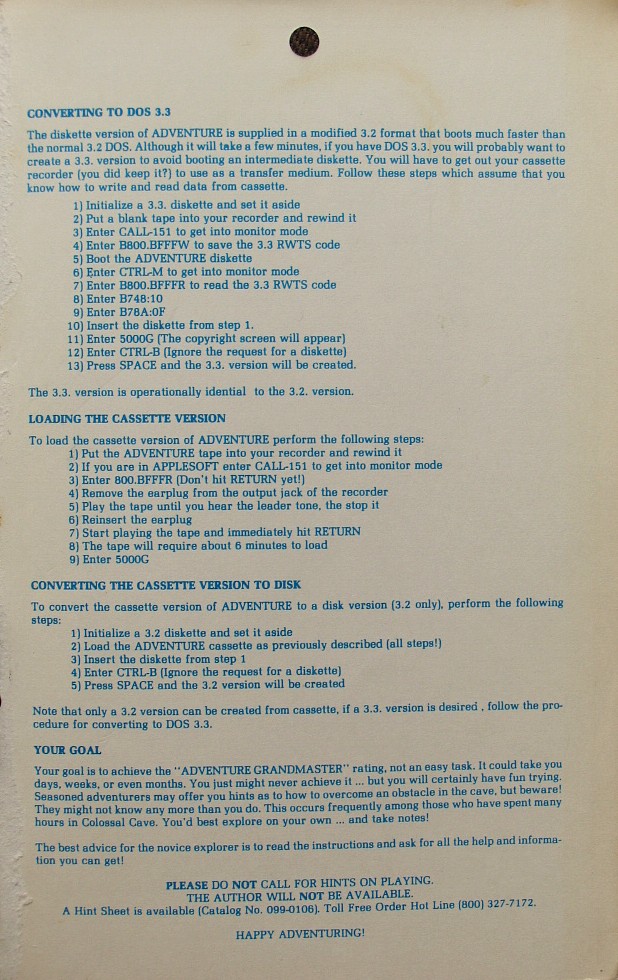 CONVERTING TO DOS 3.3
The diskette version of ADVENTURE is supplied in a modified 3.2 format that boots much faster than
the normal 3.2 DOS. Although it will take a few minutes, if you have DOS 3.3. you will probably want to
create a 3.3. version to avoid booting an intermediate diskette. You will have to get out your cassette
recorder (you did keep it?) to use as a transfer medium. Follow these steps which assume that you
know how to write and read data from cassette.
1) Initialize a 3.3. diskette and set it aside
2) Put a blank tape into your recorder and rewind it
3) Enter CALL-151 to get into monitor mode
4) Enter B800.BFFFW to save the 3.3 RWTS code
5) Boot the ADVENTURE diskette
6) Enter CTRL-M to get into monitor mode
7) Enter B800.BFFFR to read the 3.3 RWTS code
8) Enter B748:10
9) Enter B78A:0F
10) Insert the diskette from step 1.
11) Enter 5000G (The copyright screen will appear)
12) Enter CTRL-B (Ignore the request for a diskette)
13) Press SPACE and the 3.3. version will be created.
The 3.3. version is operationally idential to the 3.2. version.
LOADING THE CASSETTE VERSION
To load the cassette version of ADVENTURE perform the following steps:
1) Put the ADVENTURE tape into your recorder and rewind it
2) If you are in APPLESOFT enter CALL-151 to get into monitor mode
3) Enter 800.BFFFR (Don't hit RETURN yet!)
4) Remove the earplug from the output jack of the recorder
5) Play the tape until you hear the leader tone, the stop it
6) Reinsert the earplug
7) Start playing the tape and immediately hit RETURN
8) The tape will require about 6 minutes to load
9) Enter 5000G
CONVERTING THE CASSETTE VERSION TO DISK
To convert the cassette version of ADVENTURE to a disk version (3.2 only), perform the following
steps:
1) Initialize a 3.2 diskette and set it aside
2) Load the ADVENTURE cassette as previously described (all steps!)
3) Insert the diskette from step 1
4) Enter CTRL-B (Ignore the request for a diskette)
5) Press SPACE and the 3.2 version will be created
Note that only a 3.2 version can be created from cassette, if a 3.3. version is desired , follow the pro-
cedure for converting to DOS 3.3.
YOUR GOAL
Your goal is to achieve the "ADVENTURE GRANDMASTER" rating, not an easy task. It could take you
days, weeks, or even months. You just might never achieve it ... but you will certainly have fun trying.
Seasoned adventurers may offer you hints as to how to overcome an obstacle in the cave, but beware!
They might not know any more than you do. This occurs frequently among those who have spent many
hours in Colossal Cave. You'd best explore on your own ... and take notes!
The best advice for the novice explorer is to read the instructions and ask for all the help and informa-
tion you can get!
PLEASE DO NOT CALL FOR HINTS ON PLAYING.
THE AUTHOR WILL NOT BE AVAILABLE.
A Hint Sheet is available (Catalog No. 099-0106). Toll Free Order Hot Line (800) 327-7172.
HAPPY ADVENTURING!